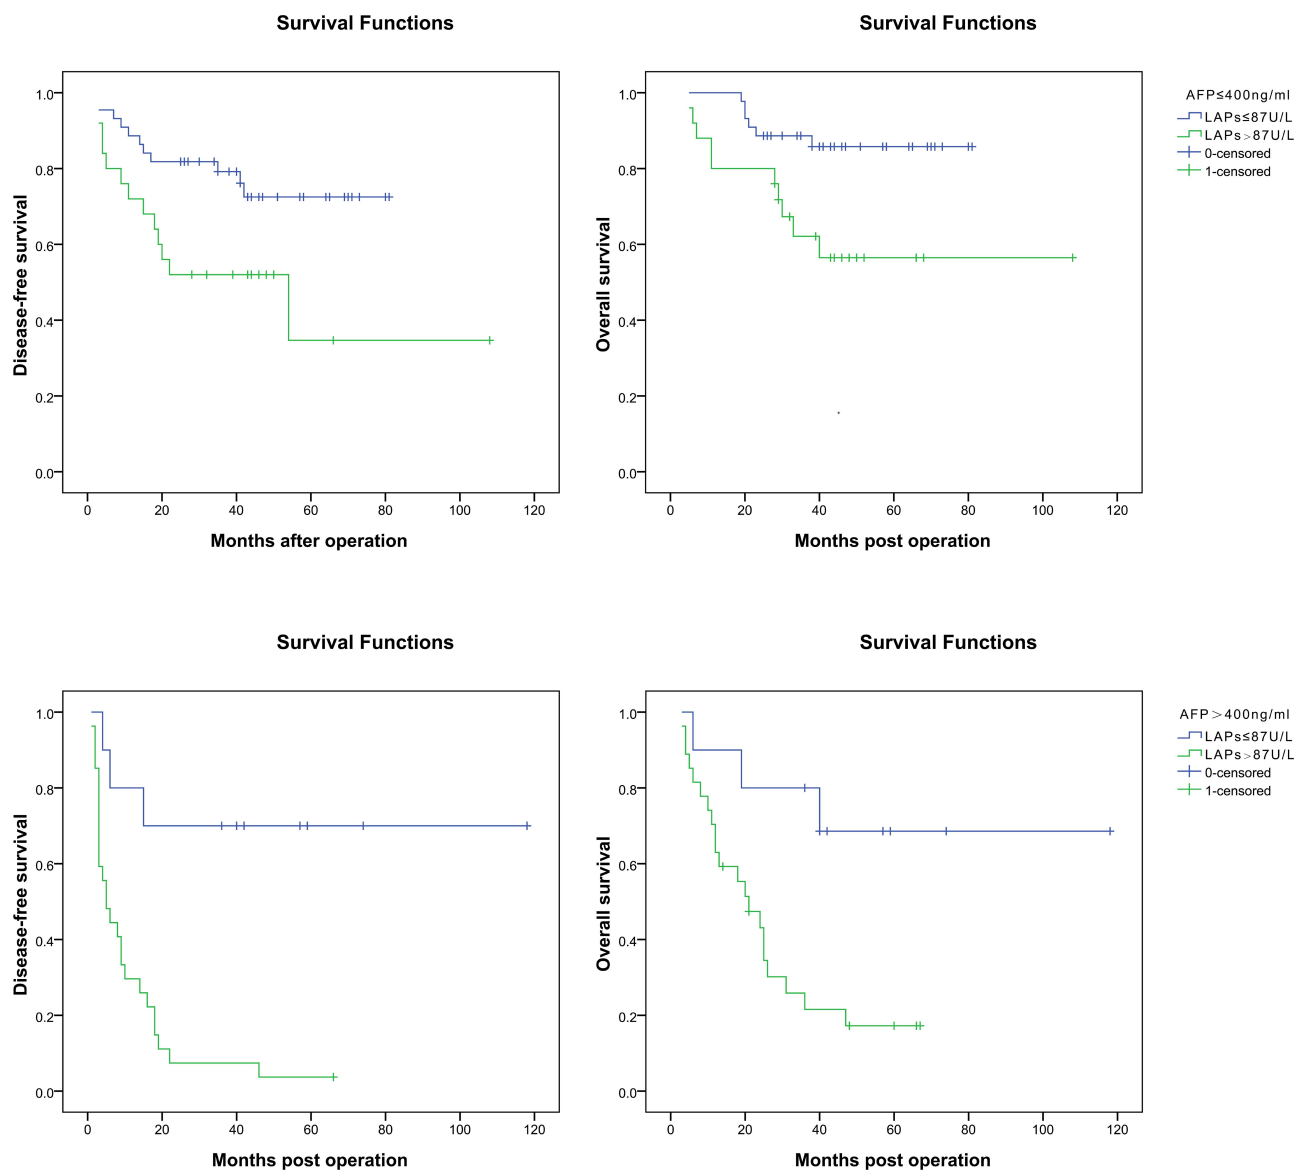 Survival Functions
Disease-free survival
1.0
0.8
0.6
0.4
0.2
0.0
0 20 40 60 80 100 120
Months after operation
Survival Functions
Overall survival
1.0
0.8
0.6
0.4
0.2
0.0
0 20 40 60 80 100 120
Months post operation
AFP≤400ng/ml
LAPs≤87U/L
LAPs>87U/L
0-censored
1-censored
Survival Functions
Disease-free survival
1.0
0.8
0.6
0.4
0.2
0.0
0 20 40 60 80 100 120
Months post operation
Survival Functions
Overall survival
1.0
0.8
0.6
0.4
0.2
0.0
0 20 40 60 80 100 120
Months post operation
AFP>400ng/ml
LAPs≤87U/L
LAPs>87U/L
0-censored
1-censored